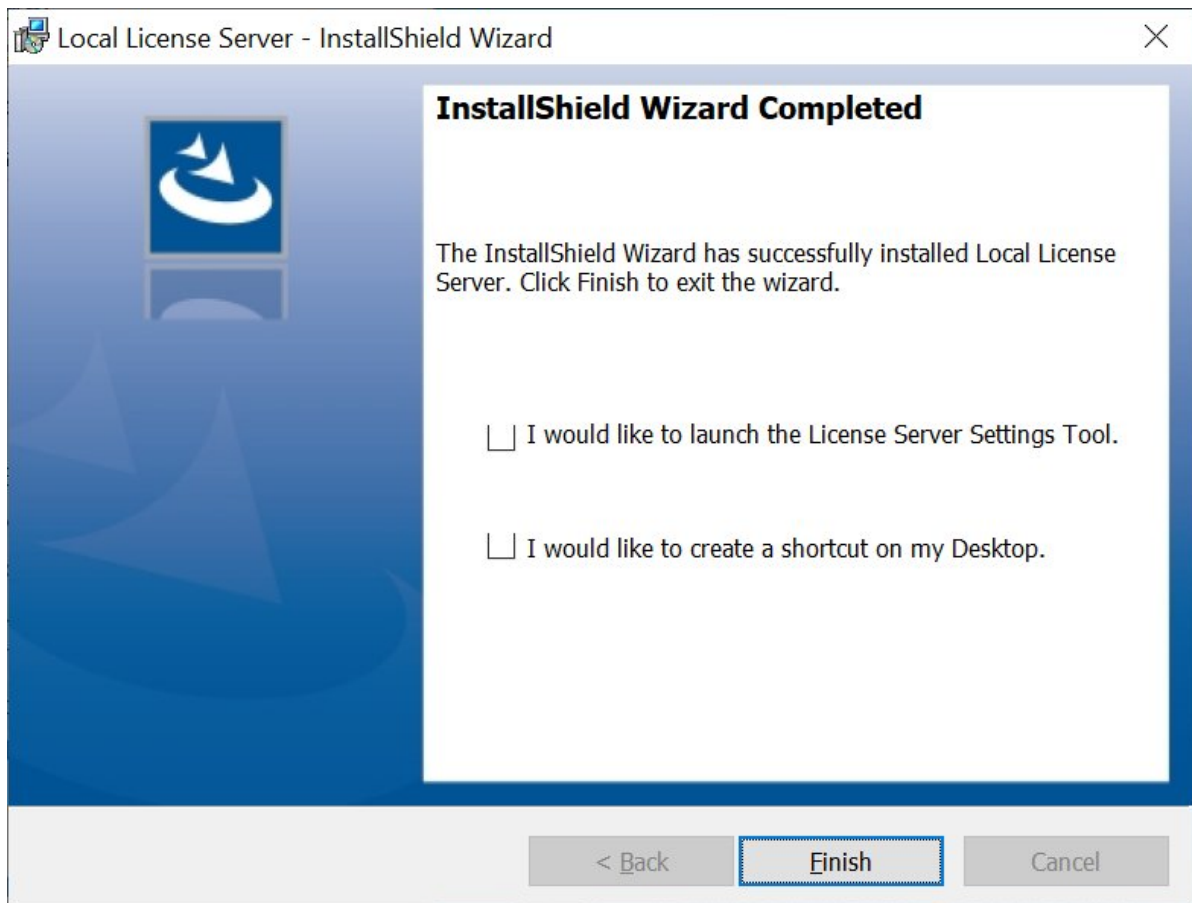 Local License Server - InstallShield Wizard
InstallShield Wizard Completed
The InstallShield Wizard has successfully installed Local License
Server. Click Finish to exit the wizard.
I would like to launch the License Server Settings Tool.
I would like to create a shortcut on my Desktop.
< Back
Finish
Cancel